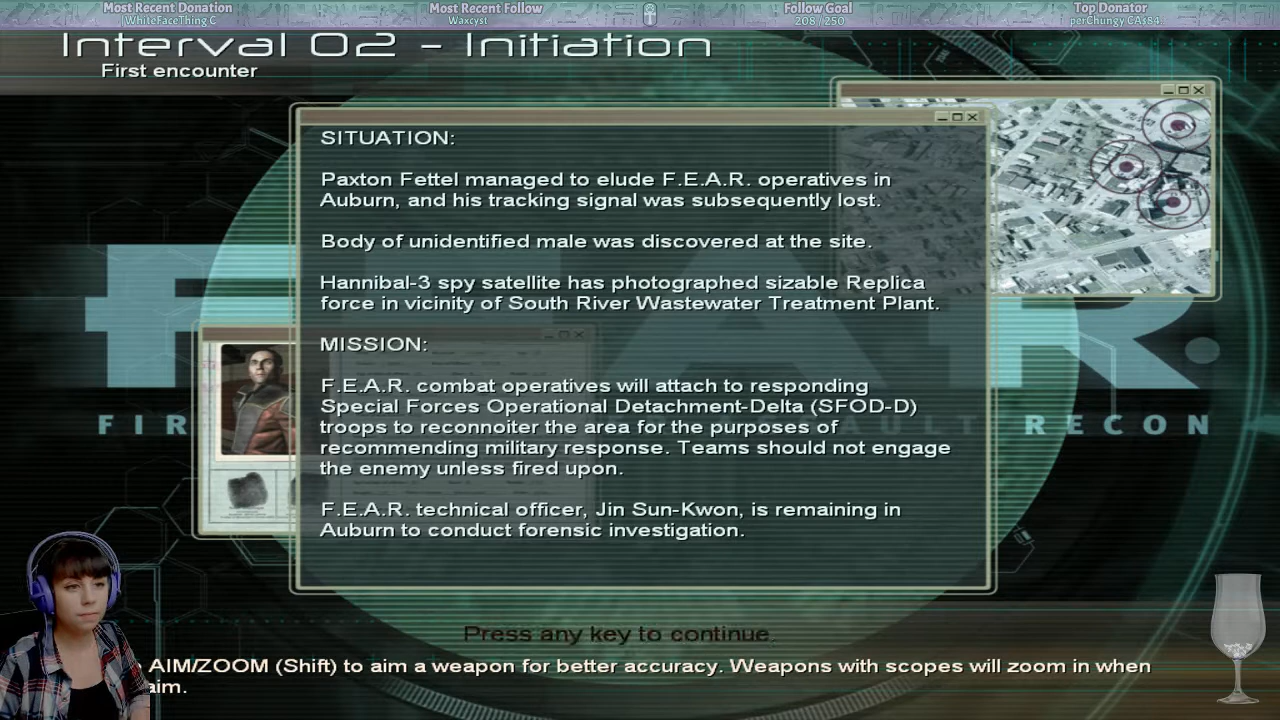 Most Recent Donation
WhiteFaceThing C
Most Recent Follow
Waxcyst
Follow Goal
208 / 250
Top Donator
perChungy CA$84.
Interval 02 - Initiation
First encounter
SITUATION:
Paxton Fettel managed to elude F.E.A.R. operatives in
Auburn, and his tracking signal was subsequently lost.
Body of unidentified male was discovered at the site.
Hannibal-3 spy satellite has photographed sizable Replica
force in vicinity of South River Wastewater Treatment Plant.
MISSION:
F.E.A.R. combat operatives will attach to responding
Special Forces Operational Detachment-Delta (SFOD-D)
troops to reconnoiter the area for the purposes of
recommending military response. Teams should not engage
the enemy unless fired upon.
F.E.A.R. technical officer, Jin Sun-Kwon, is remaining in
Auburn to conduct forensic investigation.
RECON
Press any key to continue.
AIM/ZOOM (Shift) to aim a weapon for better accuracy. Weapons with scopes will zoom in when
aim.